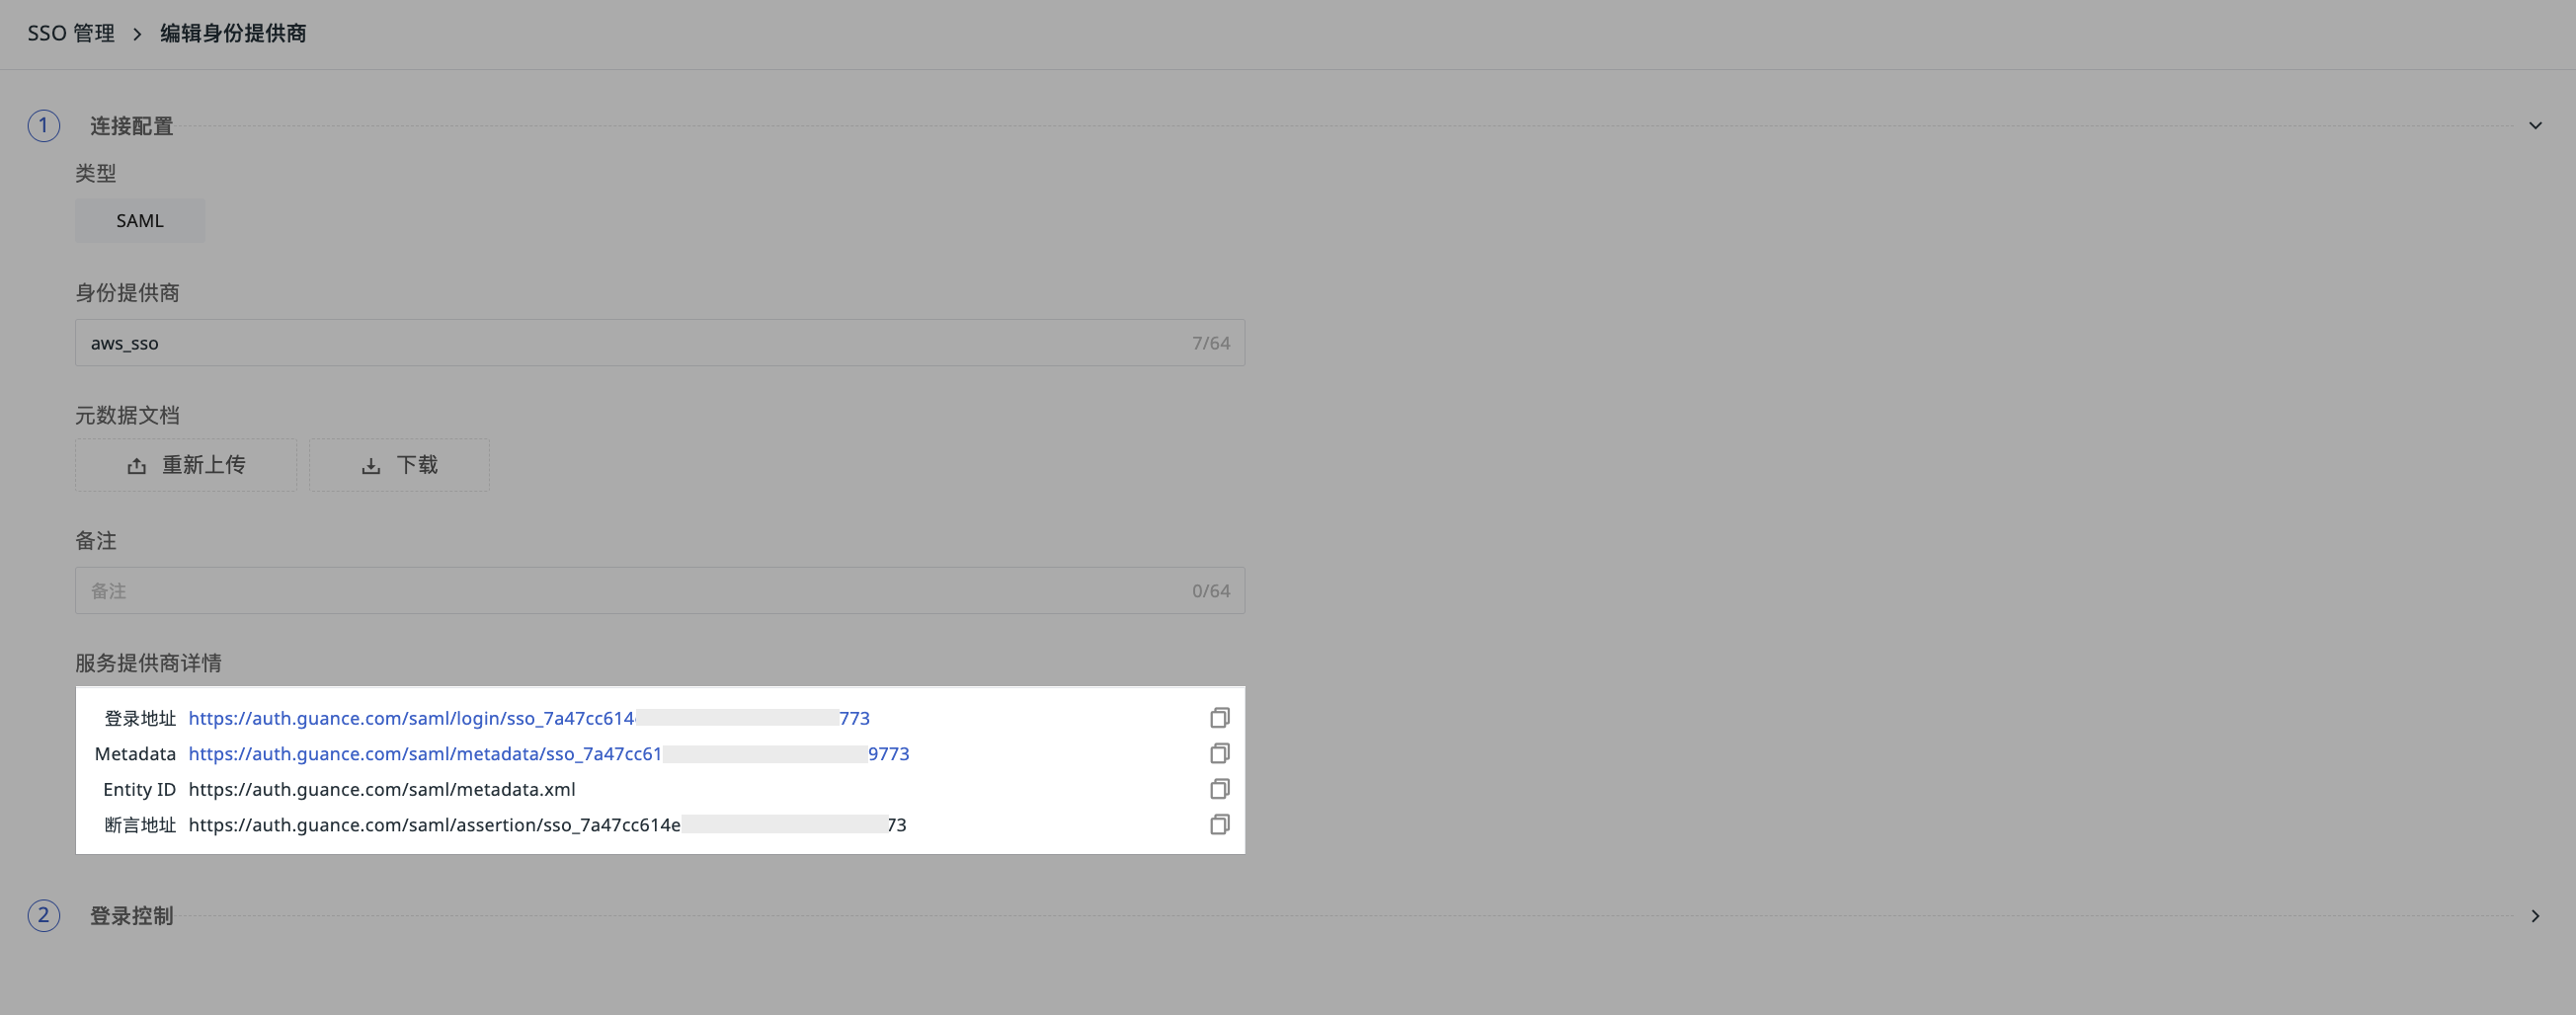 SSO 管理 > 编辑身份提供商
1 连接配置
类型
SAML
身份提供商
aws_sso 7/64
元数据文档
重新上传 下载
备注
备注 0/64
服务提供商详情
登录地址 https://auth.guance.com/saml/login/sso_7a47cc614 773
Metadata https://auth.guance.com/saml/metadata/sso_7a47cc61 9773
Entity ID https://auth.guance.com/saml/metadata.xml
断言地址 https://auth.guance.com/saml/assertion/sso_7a47cc614e 73
2 登录控制